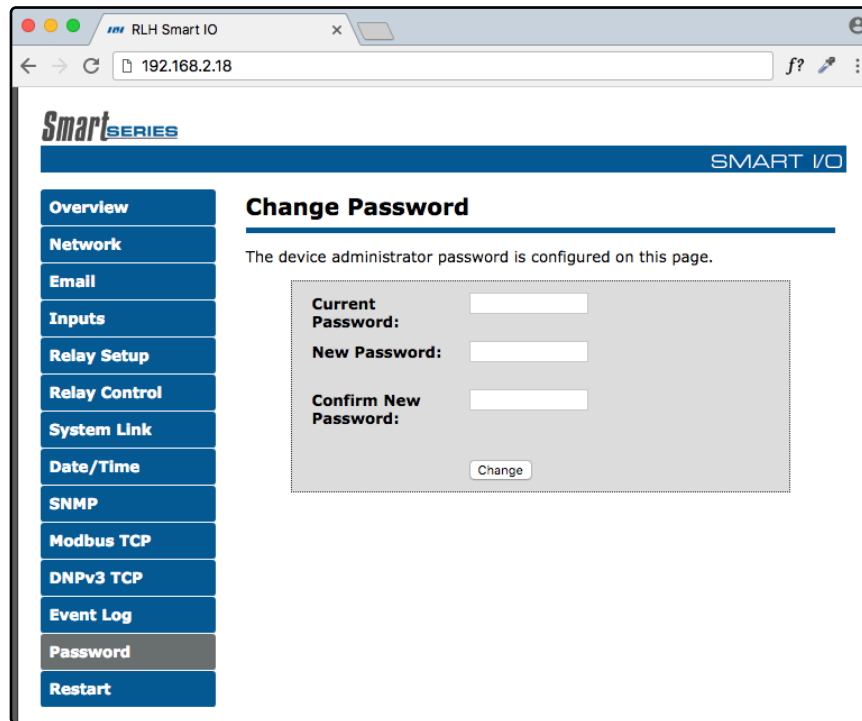 RLH Smart IO
192.168.2.18
f?
Smart SERIES
SMART I/O
Overview
Network
Email
Inputs
Relay Setup
Relay Control
System Link
Date/Time
SNMP
Modbus TCP
DNPv3 TCP
Event Log
Password
Restart
Change Password
The device administrator password is configured on this page.
Current
Password:
New Password:
Confirm New
Password:
Change